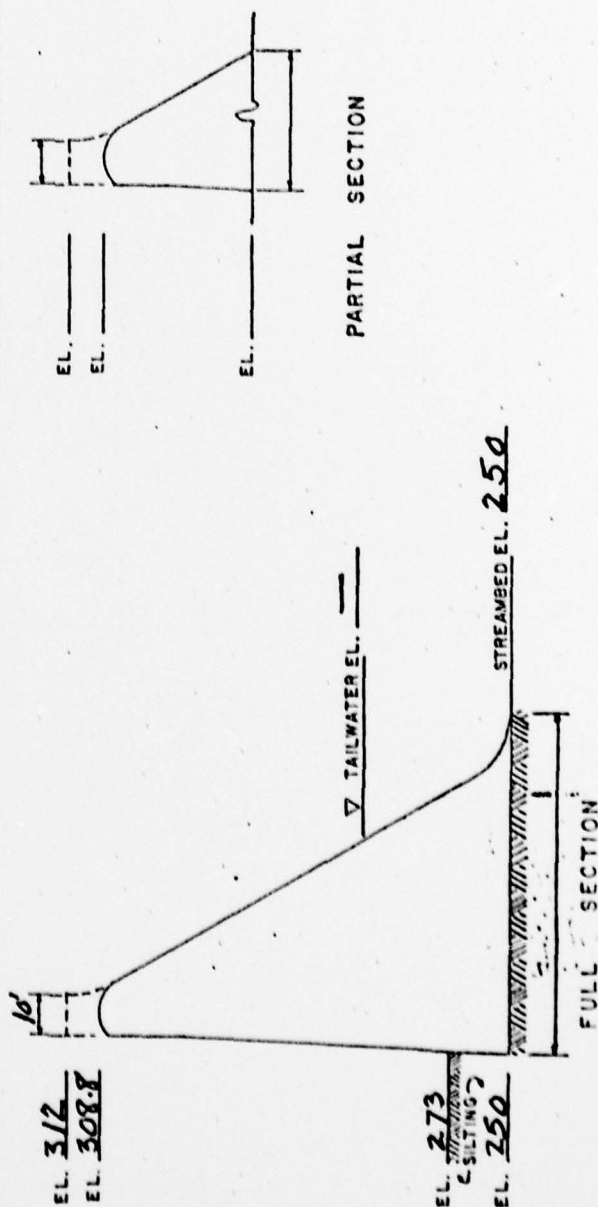 10'
EL. 312
EL. 308.8
▽ TAILWATER EL. —
EL. 273
SILTING
EL. 250
STREAMBED EL. 250
FULL SECTION
EL.
EL.
EL.
PARTIAL SECTION